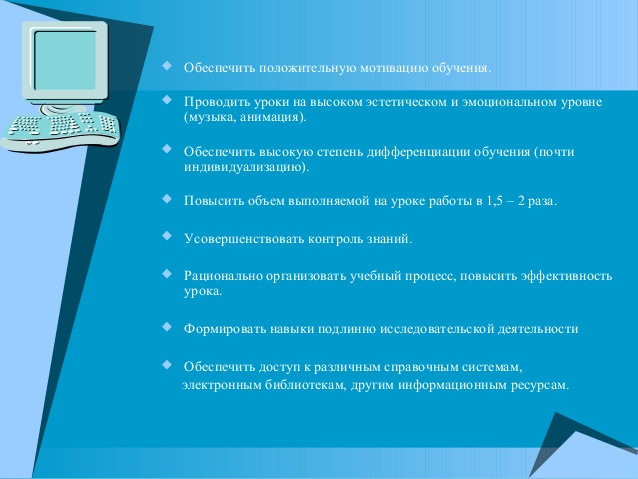 Обеспечить положительную мотивацию обучения.
Проводить уроки на высоком эстетическом и эмоциональном уровне
(музыка, анимация).
Обеспечить высокую степень дифференциации обучения (почти
индивидуализацию).
Повысить объем выполняемой на уроке работы в 1,5 – 2 раза.
Усовершенствовать контроль знаний.
Рационально организовать учебный процесс, повысить эффективность
урока.
Формировать навыки подлинно исследовательской деятельности
Обеспечить доступ к различным справочным системам,
электронным библиотекам, другим информационным ресурсам.